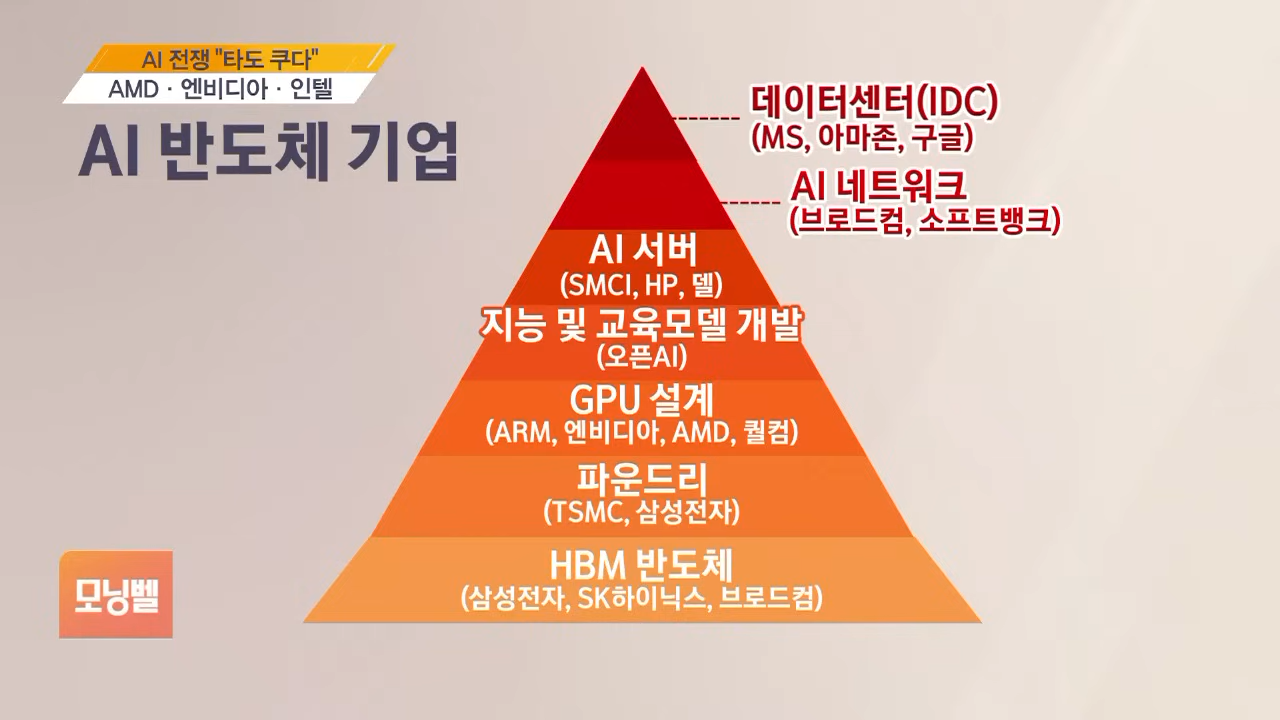 AI 전쟁 "타도 쿠다"
AMD · 엔비디아 · 인텔
AI 반도체 기업
데이터센터(IDC)
(MS, 아마존, 구글)
AI 네트워크
(브로드컴, 소프트뱅크)
AI 서버
(SMCI, HP, 델)
지능 및 교육모델 개발
(오픈AI)
GPU 설계
(ARM, 엔비디아, AMD, 퀄컴)
파운드리
(TSMC, 삼성전자)
HBM 반도체
(삼성전자, SK하이닉스, 브로드컴)
모닝벨